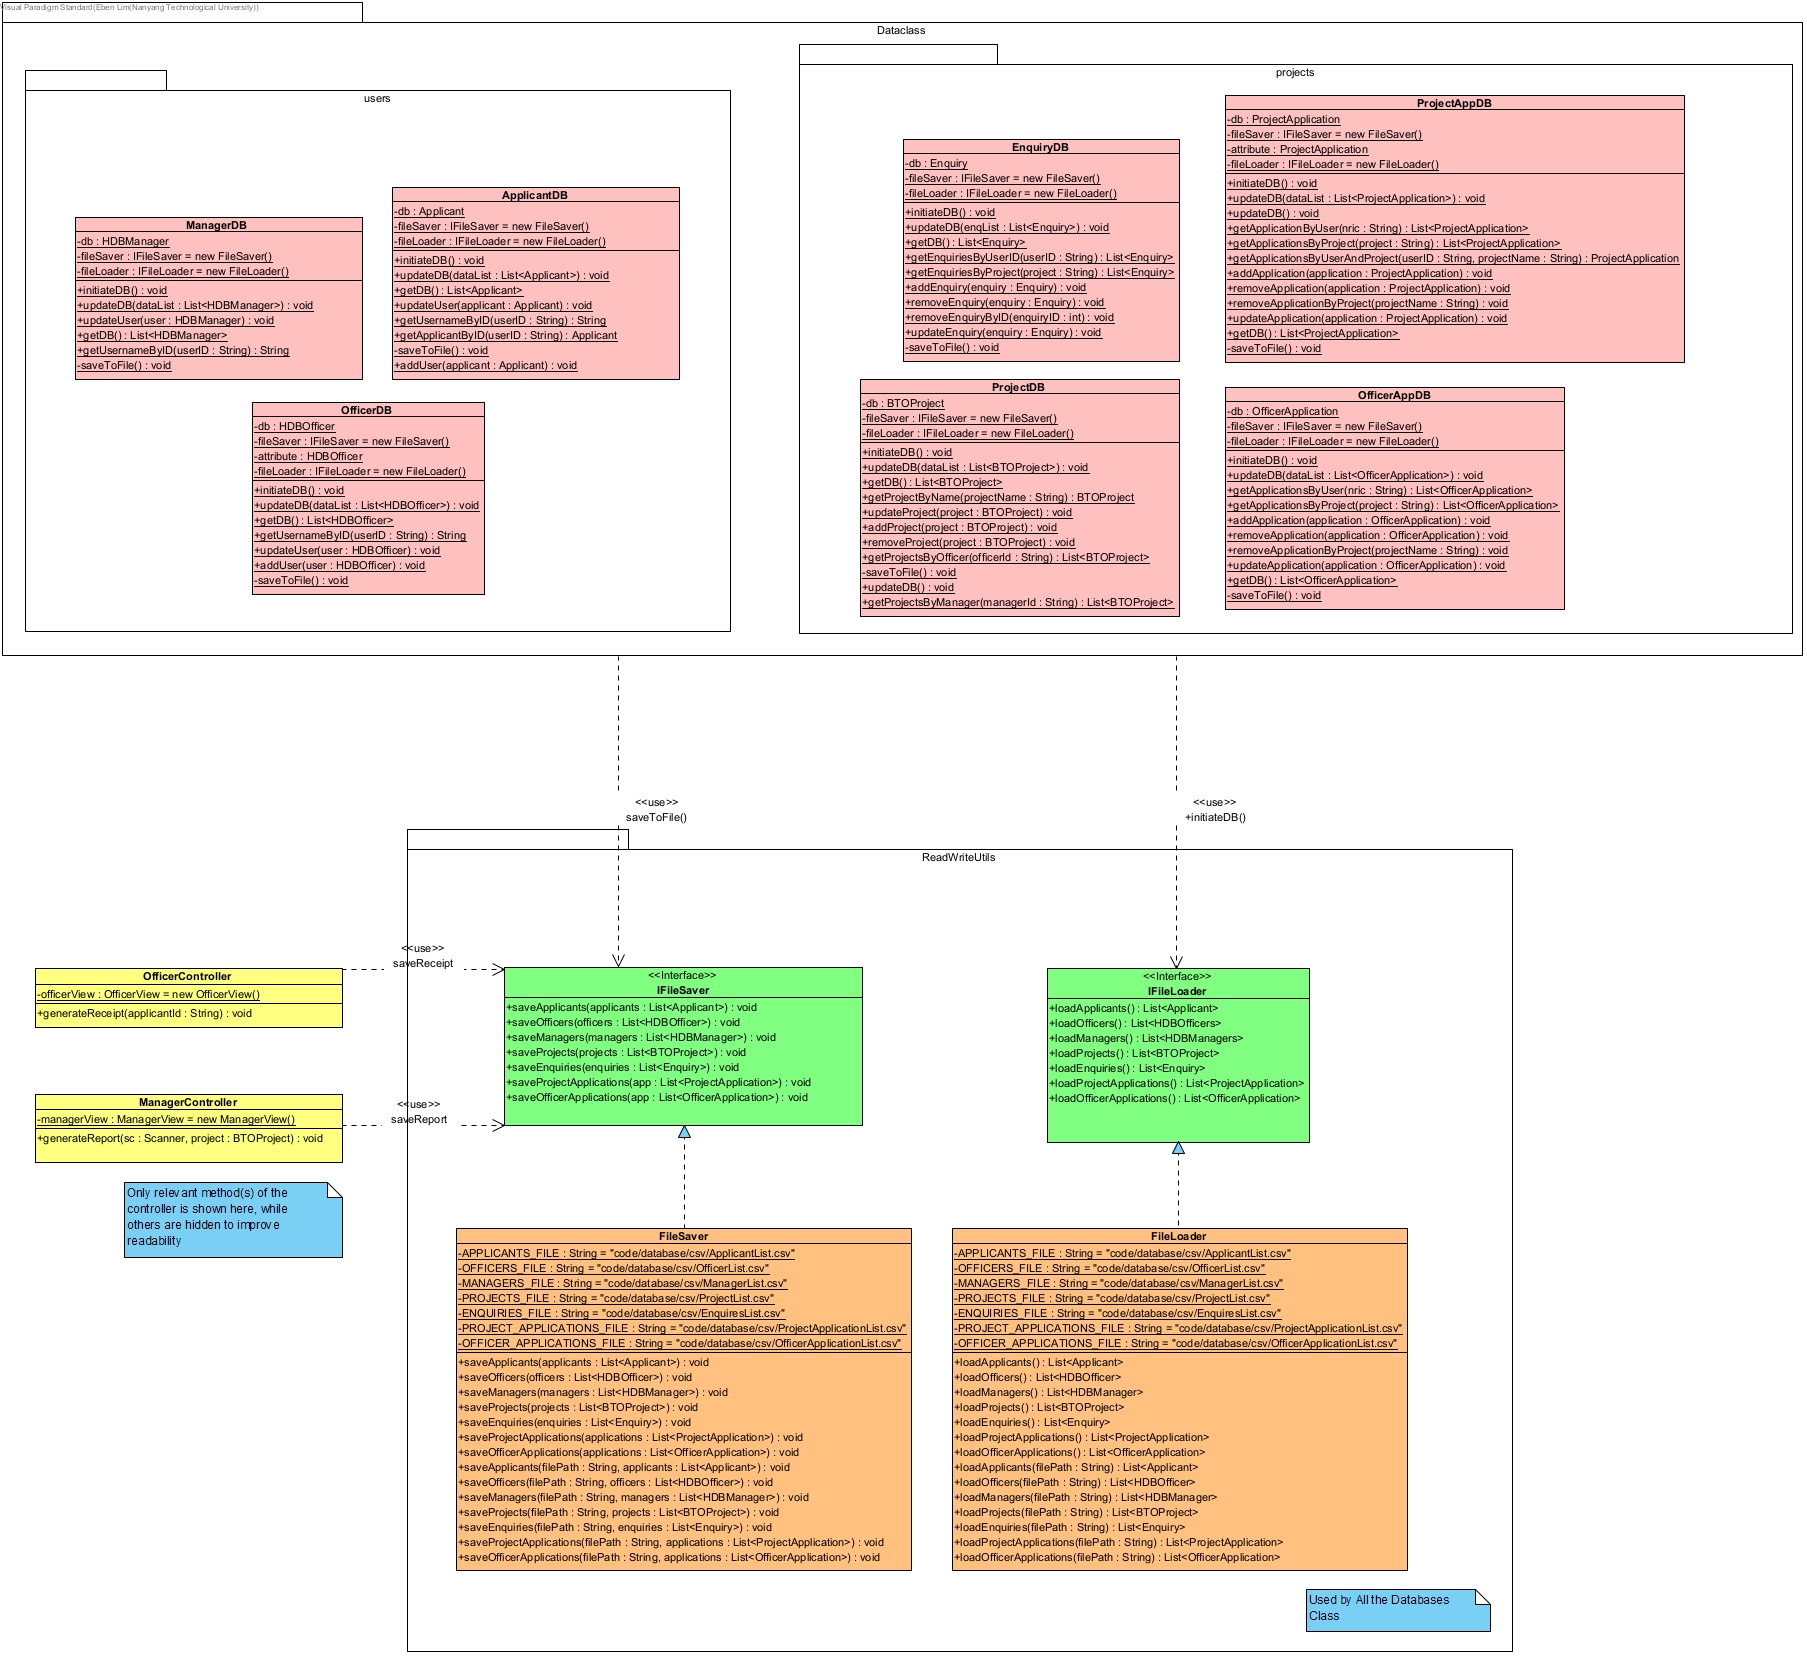 Visual Paradigm Standard(Eben Lim(Nanyang Technological University))
Dataclass
users
ManagerDB
-db : HDBManager
-fileSaver : IFileSaver = new FileSaver()
-fileLoader : IFileLoader = new FileLoader()
+initiateDB() : void
+updateDB(dataList : List<HDBManager>) : void
+updateUser(user : HDBManager) : void
+getDB() : List<HDBManager>
+getUsernameByID(userID : String) : String
-saveToFile() : void
ApplicantDB
-db : Applicant
-fileSaver : IFileSaver = new FileSaver()
-fileLoader : IFileLoader = new FileLoader()
+initiateDB() : void
+updateDB(dataList : List<Applicant>) : void
+getDB() : List<Applicant>
+updateUser(applicant : Applicant) : void
+getUsernameByID(userID : String) : String
+getApplicantByID(userID : String) : Applicant
-saveToFile() : void
+addUser(applicant : Applicant) : void
OfficerDB
-db : HDBOfficer
-fileSaver : IFileSaver = new FileSaver()
-attribute : HDBOfficer
-fileLoader : IFileLoader = new FileLoader()
+initiateDB() : void
+updateDB(dataList : List<HDBOfficer>) : void
+getDB() : List<HDBOfficer>
+getUsernameByID(userID : String) : String
+updateUser(user : HDBOfficer) : void
+addUser(user : HDBOfficer) : void
-saveToFile() : void
projects
EnquiryDB
-db : Enquiry
-fileSaver : IFileSaver = new FileSaver()
-fileLoader : IFileLoader = new FileLoader()
+initiateDB() : void
+updateDB(enqList : List<Enquiry>) : void
+getDB() : List<Enquiry>
+getEnquiriesByUserID(userID : String) : List<Enquiry>
+getEnquiriesByProject(project : String) : List<Enquiry>
+addEnquiry(enquiry : Enquiry) : void
+removeEnquiry(enquiry : Enquiry) : void
+removeEnquiryByID(enquiryID : int) : void
+updateEnquiry(enquiry : Enquiry) : void
-saveToFile() : void
ProjectAppDB
-db : ProjectApplication
-fileSaver : IFileSaver = new FileSaver()
-attribute : ProjectApplication
-fileLoader : IFileLoader = new FileLoader()
+initiateDB() : void
+updateDB(dataList : List<ProjectApplication>) : void
+updateDB() : void
+getApplicationByUser(nric : String) : List<ProjectApplication>
+getApplicationsByProject(project : String) : List<ProjectApplication>
+getApplicationsByUserAndProject(userID : String, projectName : String) : ProjectApplication
+addApplication(application : ProjectApplication) : void
+removeApplication(application : ProjectApplication) : void
+removeApplicationByProject(projectName : String) : void
+updateApplication(application : ProjectApplication) : void
+getDB() : List<ProjectApplication>
-saveToFile() : void
ProjectDB
-db : BTOProject
-fileSaver : IFileSaver = new FileSaver()
-fileLoader : IFileLoader = new FileLoader()
+initiateDB() : void
+updateDB(dataList : List<BTOProject>) : void
+getDB() : List<BTOProject>
+getProjectByName(projectName : String) : BTOProject
+updateProject(project : BTOProject) : void
+addProject(project : BTOProject) : void
+removeProject(project : BTOProject) : void
+getProjectsByOfficer(officerId : String) : List<BTOProject>
-saveToFile() : void
+updateDB() : void
+getProjectsByManager(managerId : String) : List<BTOProject>
OfficerAppDB
-db : OfficerApplication
-fileSaver : IFileSaver = new FileSaver()
-fileLoader : IFileLoader = new FileLoader()
+initiateDB() : void
+updateDB(dataList : List<OfficerApplication>) : void
+getApplicationsByUser(nric : String) : List<OfficerApplication>
+getApplicationsByProject(project : String) : List<OfficerApplication>
+addApplication(application : OfficerApplication) : void
+removeApplication(application : OfficerApplication) : void
+removeApplicationByProject(projectName : String) : void
+updateApplication(application : OfficerApplication) : void
+getDB() : List<OfficerApplication>
-saveToFile() : void
<<use>>
saveToFile()
<<use>>
+initiateDB()
ReadWriteUtils
<<use>>
saveReceipt
OfficerController
-officerView : OfficerView = new OfficerView()
+generateReceipt(applicantId : String) : void
<<use>>
saveReport
ManagerController
-managerView : ManagerView = new ManagerView()
+generateReport(sc : Scanner, project : BTOProject) : void
Only relevant method(s) of the
controller is shown here, while
others are hidden to improve
readability
<<Interface>>
IFileSaver
+saveApplicants(applicants : List<Applicant>) : void
+saveOfficers(officers : List<HDBOfficer>) : void
+saveManagers(managers : List<HDBManager>) : void
+saveProjects(projects : List<BTOProject>) : void
+saveEnquiries(enquiries : List<Enquiry>) : void
+saveProjectApplications(app : List<ProjectApplication>) : void
+saveOfficerApplications(app : List<OfficerApplication>) : void
<<Interface>>
IFileLoader
+loadApplicants() : List<Applicant>
+loadOfficers() : List<HDBOfficers>
+loadManagers() : List<HDBManagers>
+loadProjects() : List<BTOProject>
+loadEnquiries() : List<Enquiry>
+loadProjectApplications() : List<ProjectApplication>
+loadOfficerApplications() : List<OfficerApplication>
FileSaver
-APPLICANTS_FILE : String = "code/database/csv/ApplicantList.csv"
-OFFICERS_FILE : String = "code/database/csv/OfficerList.csv"
-MANAGERS_FILE : String = "code/database/csv/ManagerList.csv"
-PROJECTS_FILE : String = "code/database/csv/ProjectList.csv"
-ENQUIRIES_FILE : String = "code/database/csv/EnquiresList.csv"
-PROJECT_APPLICATIONS_FILE : String = "code/database/csv/ProjectApplicationList.csv"
-OFFICER_APPLICATIONS_FILE : String = "code/database/csv/OfficerApplicationList.csv"
+saveApplicants(applicants : List<Applicant>) : void
+saveOfficers(officers : List<HDBOfficer>) : void
+saveManagers(managers : List<HDBManager>) : void
+saveProjects(projects : List<BTOProject>) : void
+saveEnquiries(enquiries : List<Enquiry>) : void
+saveProjectApplications(applications : List<ProjectApplication>) : void
+saveOfficerApplications(applications : List<OfficerApplication>) : void
+saveApplicants(filePath : String, applicants : List<Applicant>) : void
+saveOfficers(filePath : String, officers : List<HDBOfficer>) : void
+saveManagers(filePath : String, managers : List<HDBManager>) : void
+saveProjects(filePath : String, projects : List<BTOProject>) : void
+saveEnquiries(filePath : String, enquiries : List<Enquiry>) : void
+saveProjectApplications(filePath : String, applications : List<ProjectApplication>) : void
+saveOfficerApplications(filePath : String, applications : List<OfficerApplication>) : void
FileLoader
-APPLICANTS_FILE : String = "code/database/csv/ApplicantList.csv"
-OFFICERS_FILE : String = "code/database/csv/OfficerList.csv"
-MANAGERS_FILE : String = "code/database/csv/ManagerList.csv"
-PROJECTS_FILE : String = "code/database/csv/ProjectList.csv"
-ENQUIRIES_FILE : String = "code/database/csv/EnquiresList.csv"
-PROJECT_APPLICATIONS_FILE : String = "code/database/csv/ProjectApplicationList.csv"
-OFFICER_APPLICATIONS_FILE : String = "code/database/csv/OfficerApplicationList.csv"
+loadApplicants() : List<Applicant>
+loadOfficers() : List<HDBOfficer>
+loadManagers() : List<HDBManager>
+loadProjects() : List<BTOProject>
+loadEnquiries() : List<Enquiry>
+loadProjectApplications() : List<ProjectApplication>
+loadOfficerApplications() : List<OfficerApplication>
+loadApplicants(filePath : String) : List<Applicant>
+loadOfficers(filePath : String) : List<HDBOfficer>
+loadManagers(filePath : String) : List<HDBManager>
+loadProjects(filePath : String) : List<BTOProject>
+loadEnquiries(filePath : String) : List<Enquiry>
+loadProjectApplications(filePath : String) : List<ProjectApplication>
+loadOfficerApplications(filePath : String) : List<OfficerApplication>
Used by All the Databases
Class